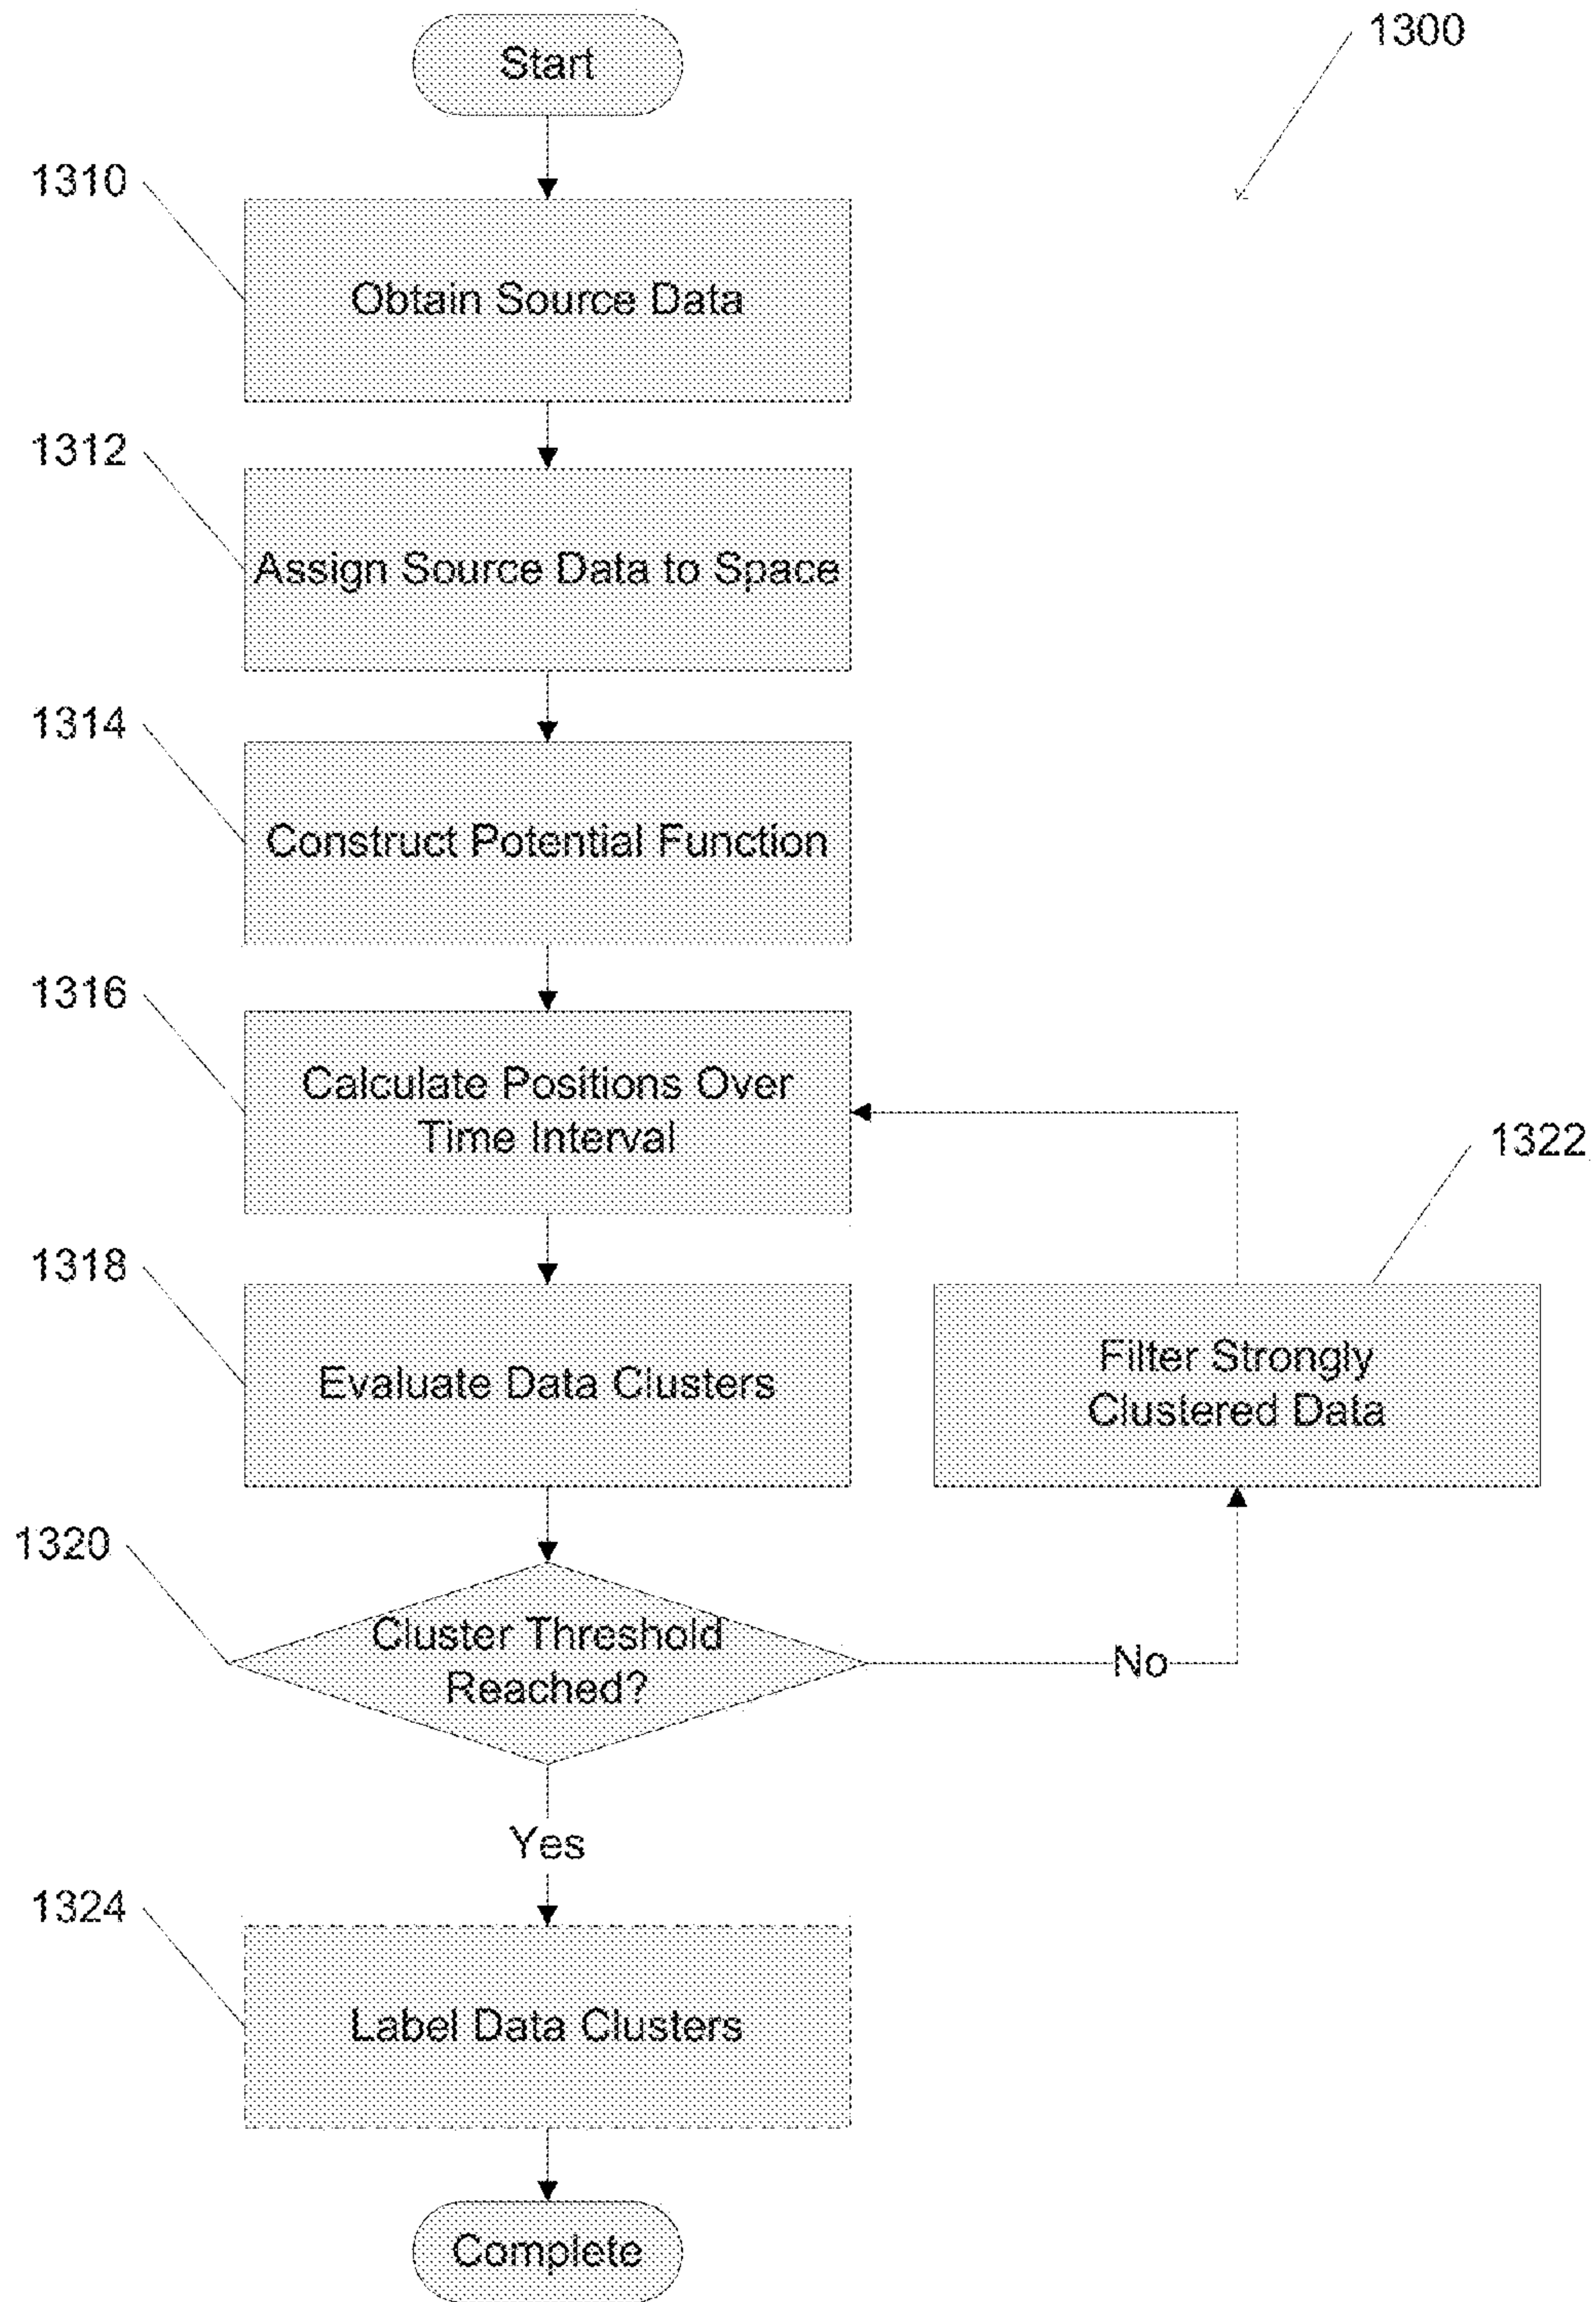 Start
1300
1310
Obtain Source Data
1312
Assign Source Data to Space
1314
Construct Potential Function
1316
Calculate Positions Over
Time Interval
1322
1318
Evaluate Data Clusters
Filter Strongly
Clustered Data
1320
Cluster Threshold
Reached?
No
Yes
1324
Label Data Clusters
Complete